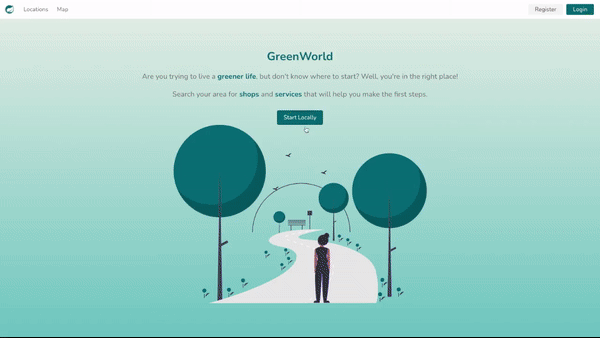 Locations Map Register Login
GreenWorld
Are you trying to live a greener life, but don't know where to start? Well, you're in the right place!
Search your area for shops and services that will help you make the first steps.
Start Locally